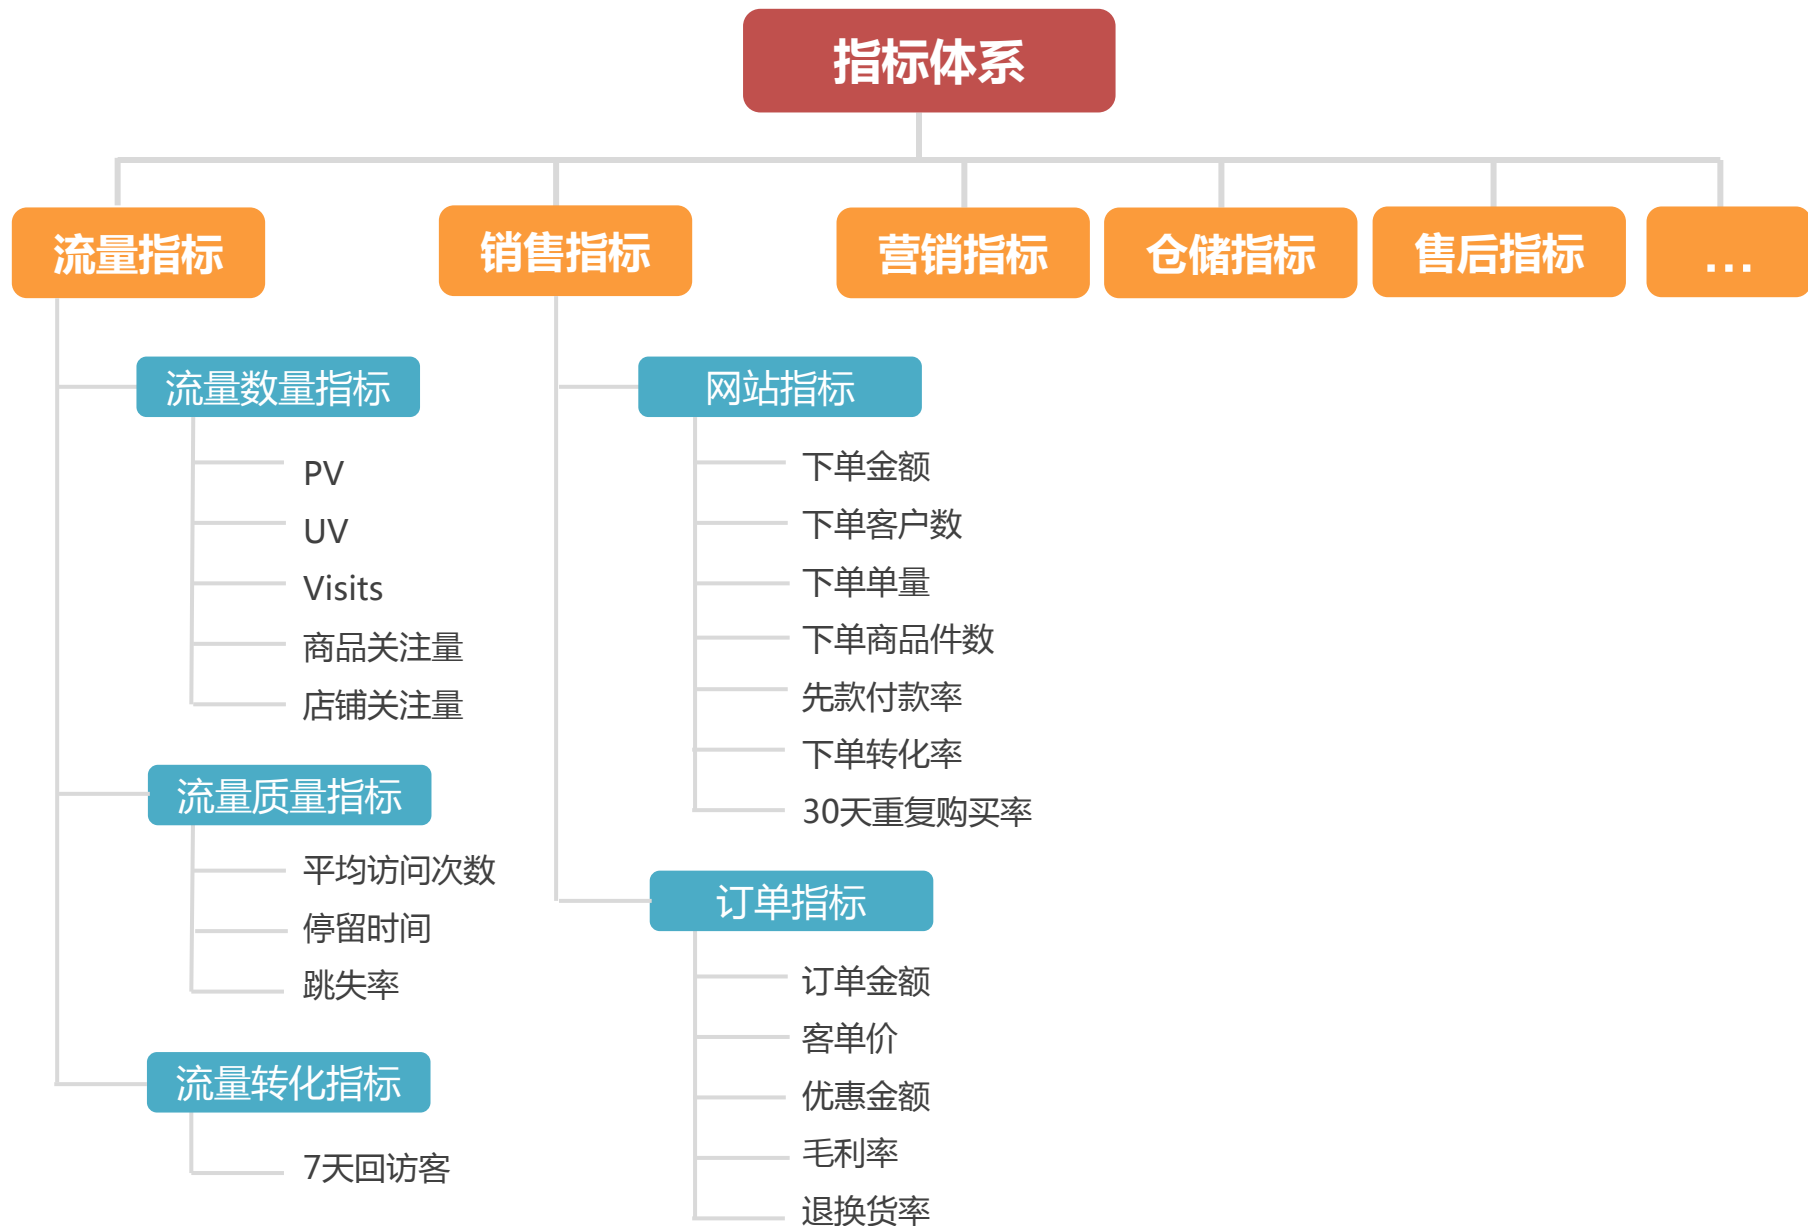 指标体系
流量指标
销售指标
营销指标
仓储指标
售后指标
...
流量数量指标
PV
UV
Visits
商品关注量
店铺关注量
流量质量指标
平均访问次数
停留时间
跳失率
流量转化指标
7天回访客
网站指标
下单金额
下单客户数
下单单量
下单商品件数
先款付款率
下单转化率
30天重复购买率
订单指标
订单金额
客单价
优惠金额
毛利率
退换货率